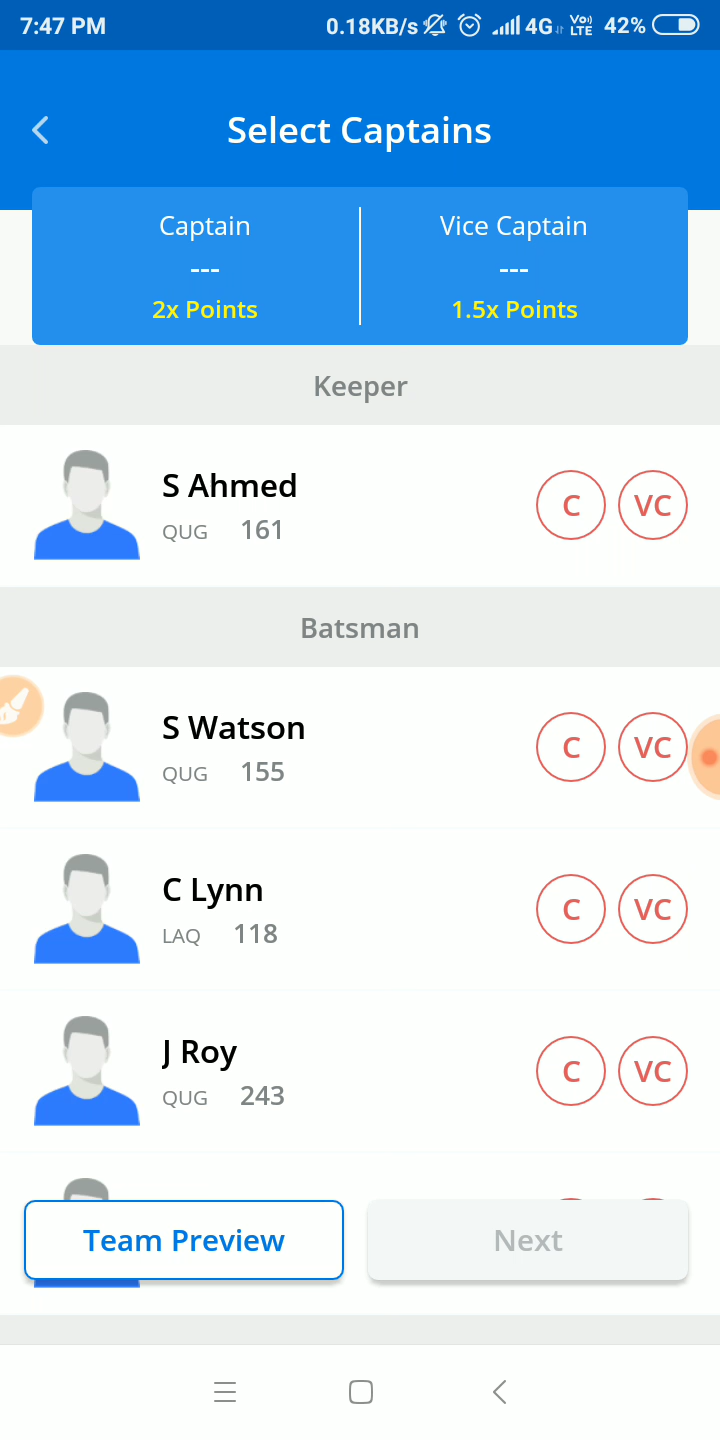 7:47 PM 0.18KB/s 4G VoLTE 42%
Select Captains
Captain Vice Captain
--- ---
2x Points 1.5x Points
Keeper
S Ahmed
QUG 161 C VC
Batsman
S Watson
QUG 155 C VC
C Lynn
LAQ 118 C VC
J Roy
QUG 243 C VC
Team Preview Next